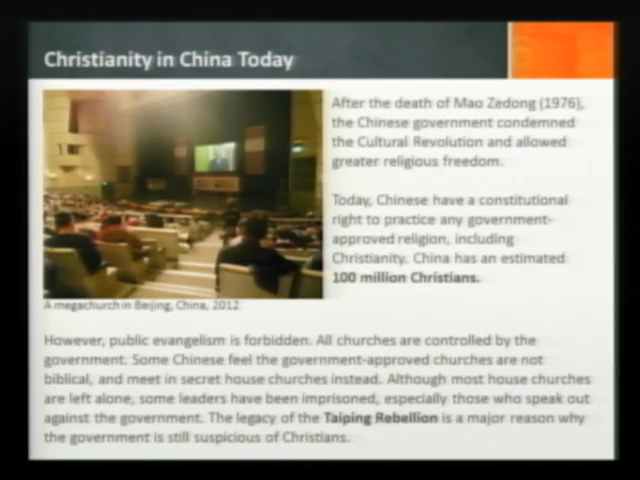 Christianity in China Today
After the death of Mao Zedong (1976),
the Chinese government condemned
the Cultural Revolution and allowed
greater religious freedom.
Today, Chinese have a constitutional
right to practice any government-
approved religion, including
Christianity. China has an estimated
100 million Christians.
A megachurch in Beijing, China, 2012
However, public evangelism is forbidden. All churches are controlled by the
government. Some Chinese feel the government-approved churches are not
biblical, and meet in secret house churches instead. Although most house churches
are left alone, some leaders have been imprisoned, especially those who speak out
against the government. The legacy of the Taiping Rebellion is a major reason why
the government is still suspicious of Christians.